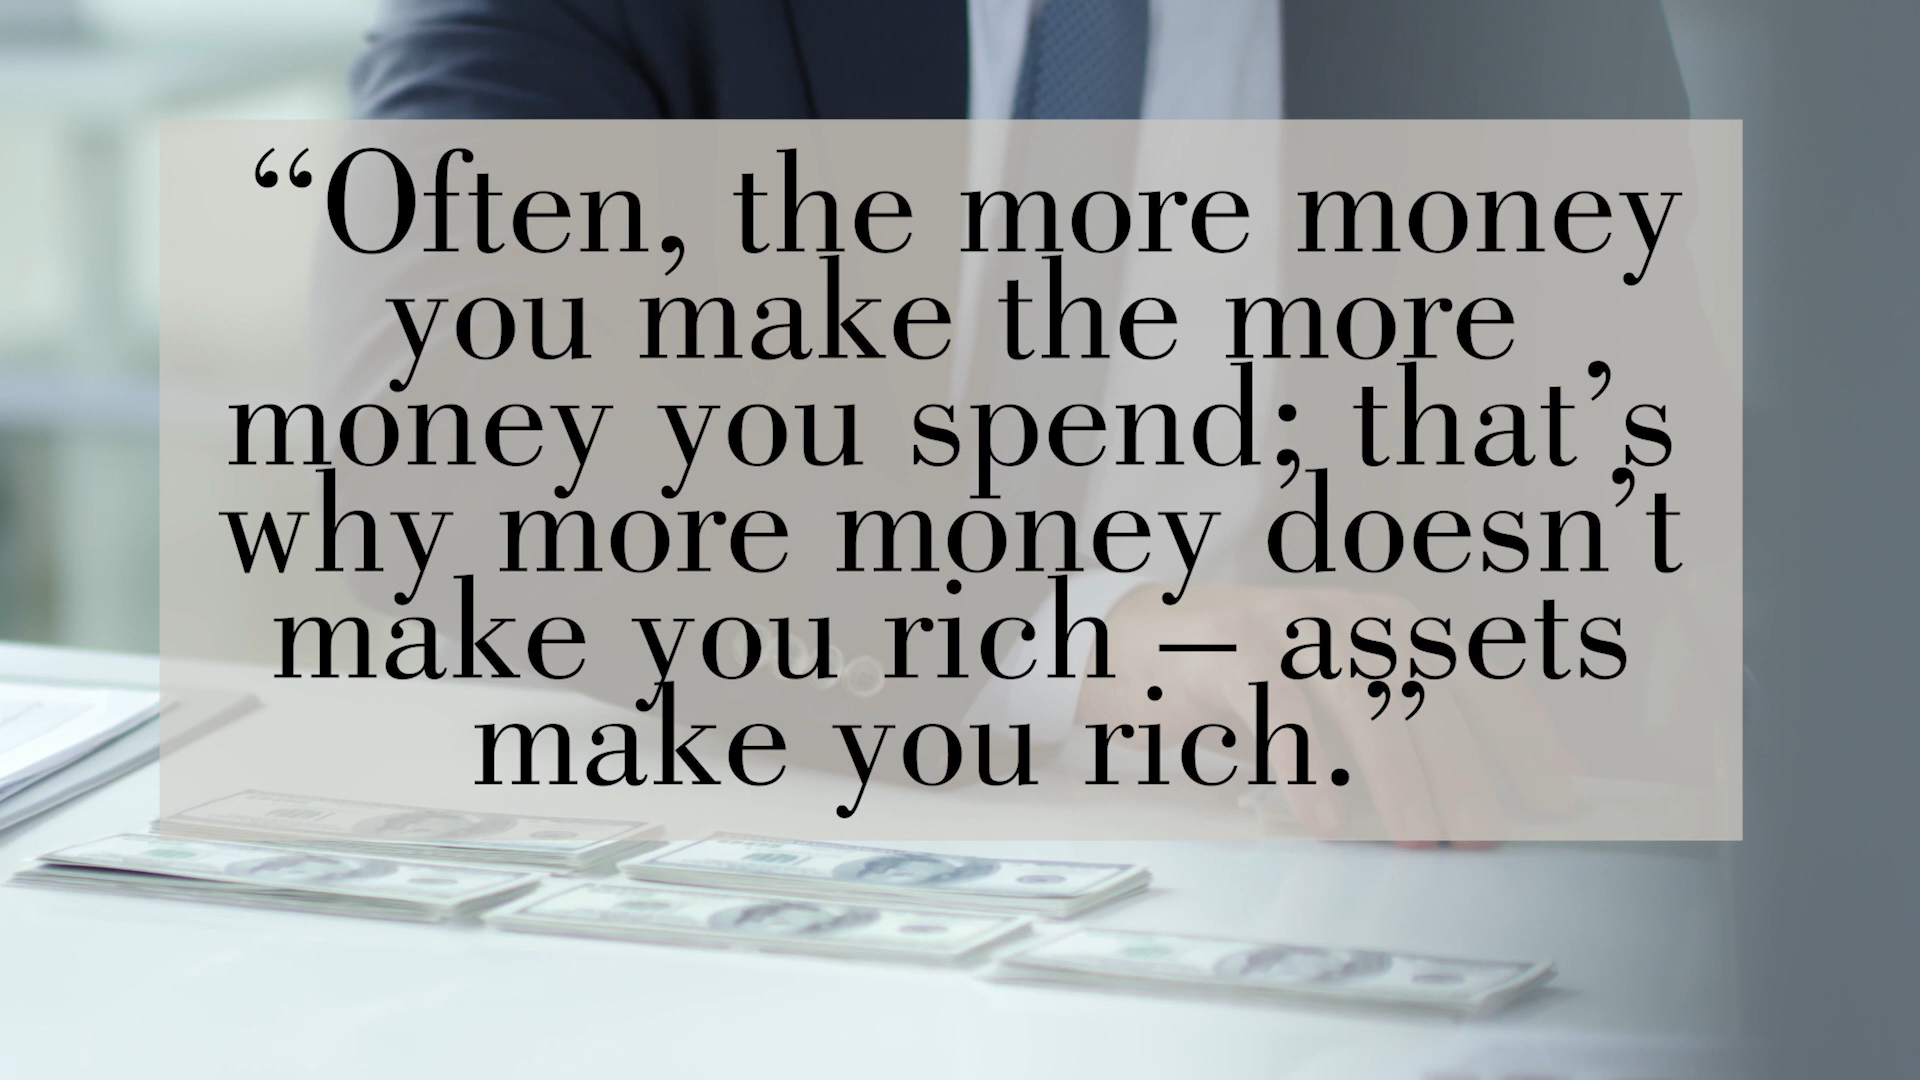 “Often, the more money
you make the more
money you spend; that’s
why more money doesn’t
make you rich – assets
make you rich.”